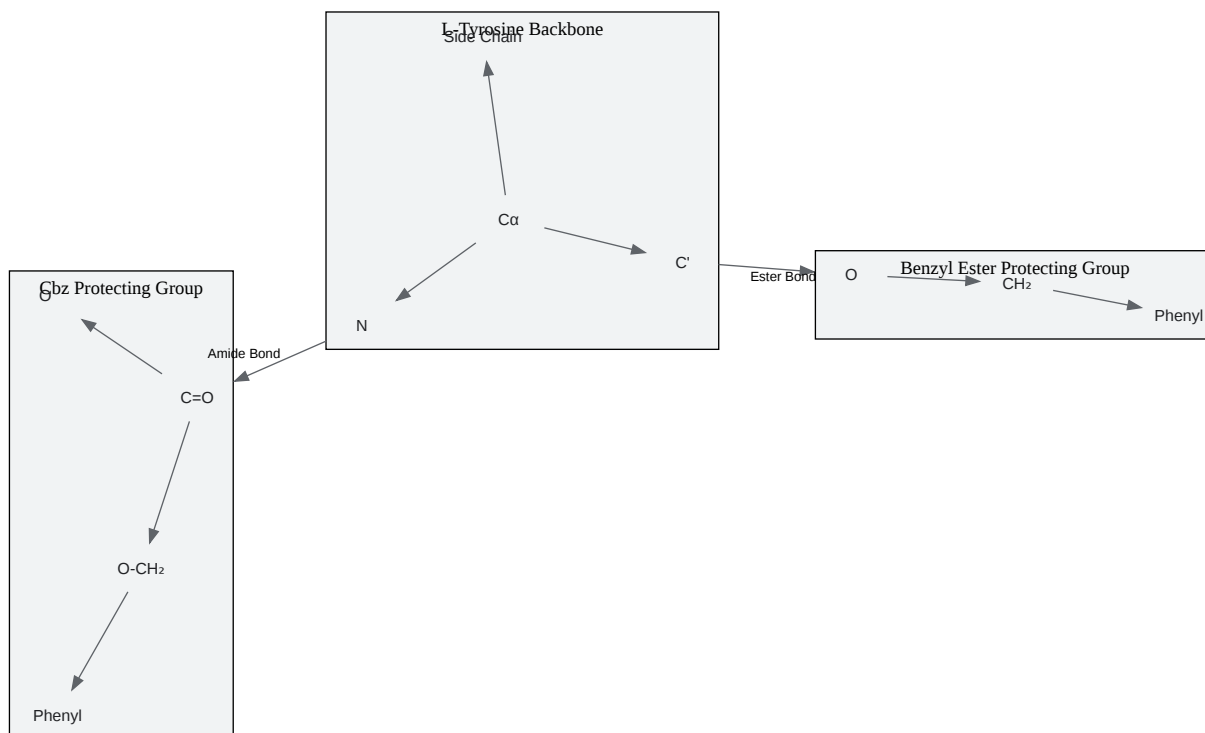 L-Tyrosine Backbone
Side Chain
Cα
C'
N
Ester Bond
Benzyl Ester Protecting Group
O
CH₂
Phenyl
Amide Bond
Cbz Protecting Group
O
C=O
O-CH₂
Phenyl